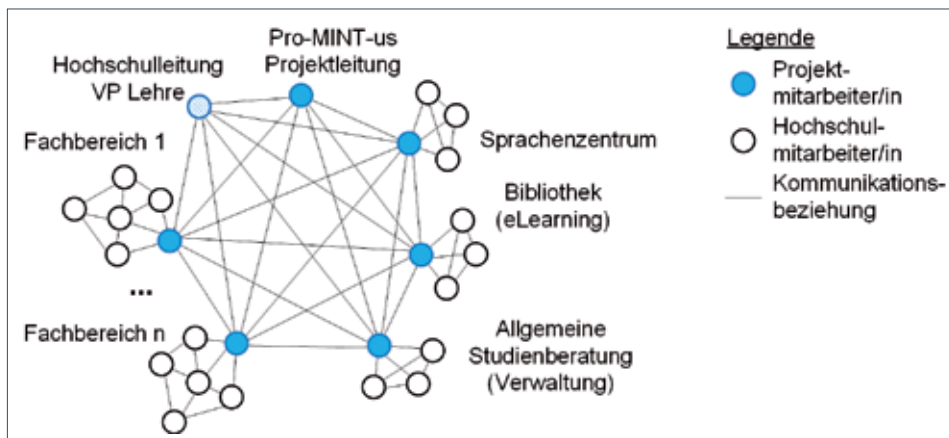 Pro-MINT-us
Projektleitung
Hochschulleitung
VP Lehre
Fachbereich 1
Sprachenzentrum
Bibliothek
(eLearning)
...
Fachbereich n
Allgemeine
Studienberatung
(Verwaltung)
Legende
Projekt-
mitarbeiter/in
Hochschul-
mitarbeiter/in
Kommunikations-
beziehung